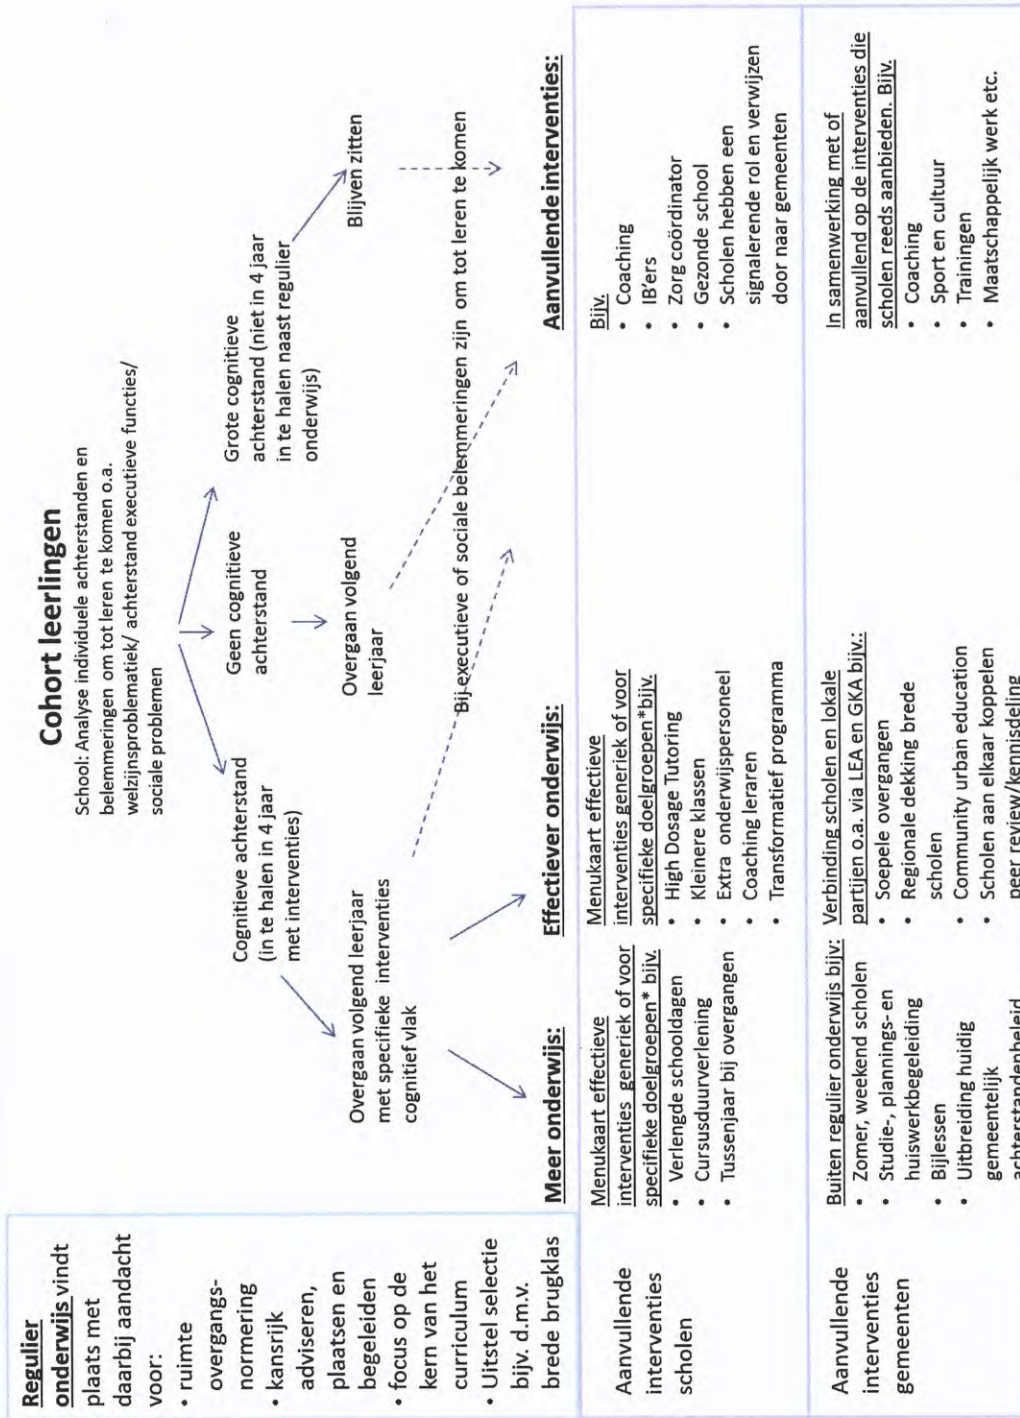 Cohort leerlingen
School: Analyse individuele achterstanden en
belemmeringen om tot leren te komen o.a.
welzijnsproblematiek/ achterstand executieve functies/
sociale problemen
Regulier
onderwijs vindt
plaats met
daarbij aandacht
voor:
• ruimte
overgangs-
normering
• kansrijk
adviseren,
plaatsen en
begeleiden
• focus op de
kern van het
curriculum
• Uitstel selectie
bijv. d.m.v.
brede brugklas
Cognitieve achterstand
(in te halen in 4 jaar
met interventies)
Geen cognitieve
achterstand
Grote cognitieve
achterstand (niet in 4 jaar
in te halen naast regulier
onderwijs)
Overgaan volgend leerjaar
met specifieke interventies
cognitief vlak
Overgaan volgend
leerjaar
Blijven zitten
Bij executieve of sociale belemmeringen zijn om tot leren te komen
Meer onderwijs:
Effectiever onderwijs:
Aanvullende interventies:
Aanvullende
interventies
scholen
Menukaart effectieve
interventies generiek of voor
specifieke doelgroepen* bijv.
• Verlengde schooldagen
• Cursusduurverlening
• Tussenjaar bij overgangen
Menukaart effectieve
interventies generiek of voor
specifieke doelgroepen*bijv.
• High Dosage Tutoring
• Kleinere klassen
• Extra onderwijspersoneel
• Coaching leraren
• Transformatief programma
Bijv.
• Coaching
• IB'ers
• Zorg coördinator
• Gezonde school
• Scholen hebben een
signalerende rol en verwijzen
door naar gemeenten
Aanvullende
interventies
gemeenten
Buiten regulier onderwijs bijv:
• Zomer, weekend scholen
• Studie-, plannings- en
huiswerkbegeleiding
• Bijlessen
• Uitbreiding huidig
gemeentelijk
achterstandenbeleid
Verbinding scholen en lokale
partijen o.a. via LEA en GKA bijv.:
• Soepele overgangen
• Regionale dekking brede
scholen
• Community urban education
• Scholen aan elkaar koppelen
peer review/kennisdeling
In samenwerking met of
aanvullend op de interventies die
scholen reeds aanbieden. Bijv.
• Coaching
• Sport en cultuur
• Trainingen
• Maatschappelijk werk etc.